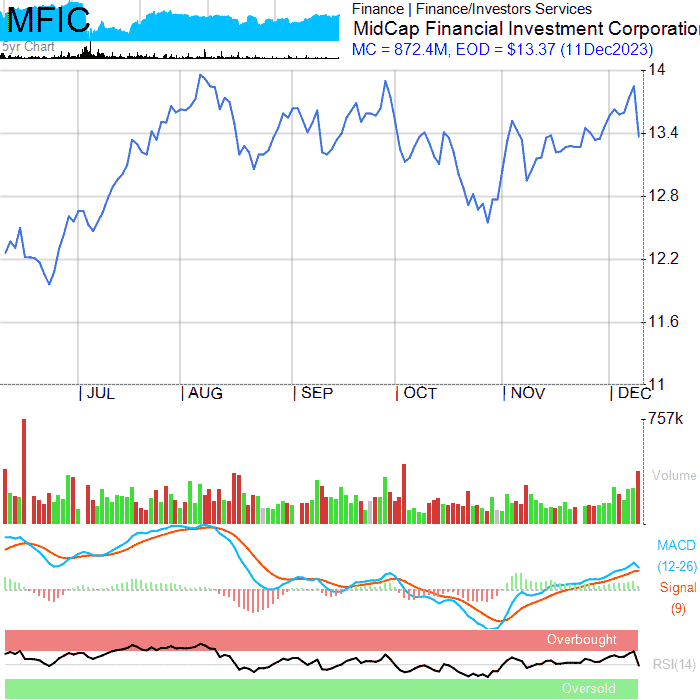 MFIC
5yr Chart
Finance | Finance/Investors Services
MidCap Financial Investment Corporation
MC = 872.4M, EOD = $13.37 (11Dec2023)
14
13.4
12.8
12.2
11.6
11
JUL AUG SEP OCT NOV DEC
757k
Volume
MACD
(12-26)
Signal
(9)
Overbought
RSI(14)
Oversold